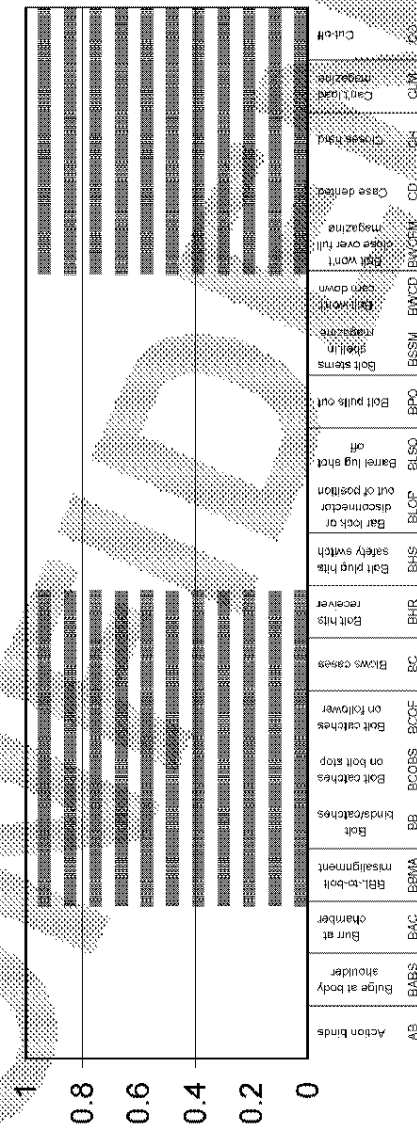 1
0.8
0.6
0.4
0.2
0
Action binds
AB
Bulge at body
shoulder
BABS
Burr at
chamber
BAC
BBL-to-bolt
misalignment
BBMA
Bolt
binds/catches
BB
Bolt catches
on bolt stop
BCOBS
Bolt catches
on follower
BCOF
Blows cases
BC
Bolt hits
receiver
BHR
Bolt plug hits
safety switch
BHS
Bar lock or
disconnector
out of position
BLOP
Barrel lug shot
off
BLSO
Bolt pulls out
BPO
Bolt stems
shell in
magazine
BSSM
Bolt won't
cam down
BWCD
Bolt won't
close over full
magazine
BWCFM
Case dented
CD
Closes hard
CH
Can't load
magazine
CLM
Cut-off